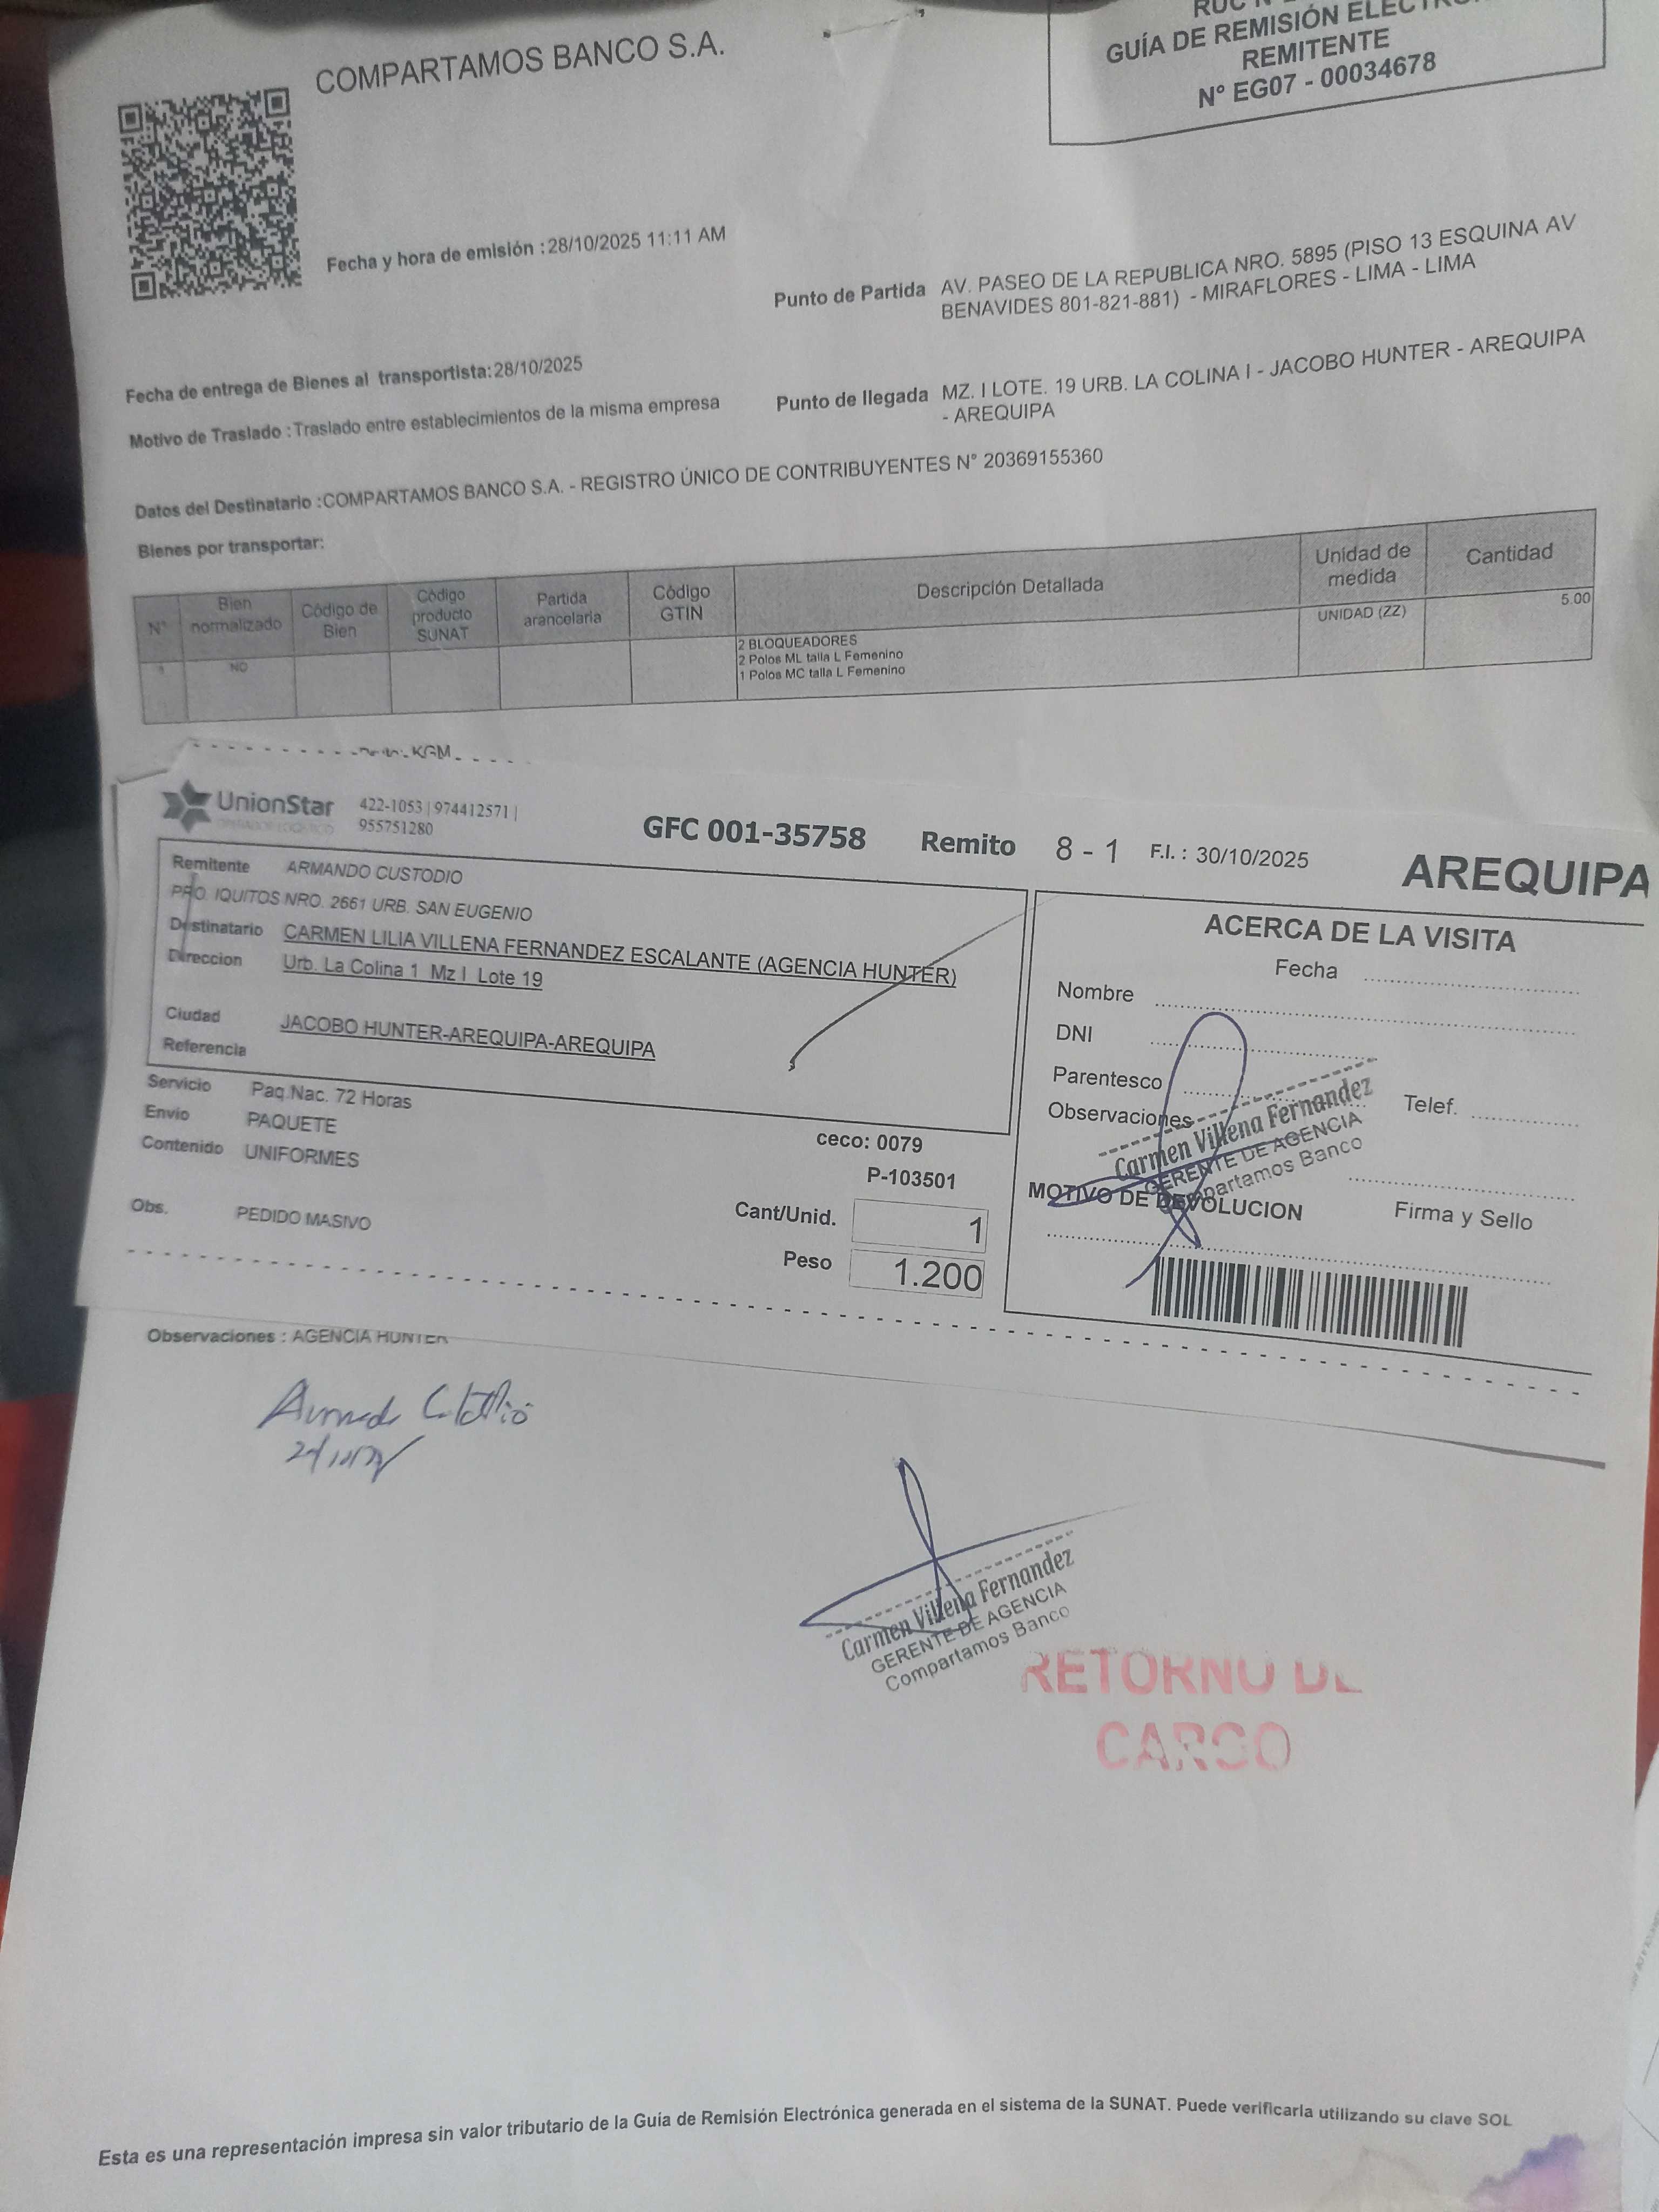 RUC N°
GUÍA DE REMISIÓN
REMITENTE
N° EG07 - 00034678
COMPARTAMOS BANCO S.A.
Fecha y hora de emisión : 28/10/2025 11:11 AM
Punto de Partida AV. PASEO DE LA REPUBLICA NRO. 5895 (PISO 13 ESQUINA AV
BENAVIDES 801-821-881) - MIRAFLORES - LIMA - LIMA
Fecha de entrega de Bienes al transportista: 28/10/2025
Punto de llegada MZ. I LOTE. 19 URB. LA COLINA I - JACOBO HUNTER - AREQUIPA
- AREQUIPA
Motivo de Traslado : Traslado entre establecimientos de la misma empresa
Datos del Destinatario : COMPARTAMOS BANCO S.A. - REGISTRO ÚNICO DE CONTRIBUYENTES N° 20369155360
Bienes por transportar:
N° Bien normalizado Código de Bien Código producto SUNAT Partida arancelaria Código GTIN Descripción Detallada Unidad de medida Cantidad
1 NO 2 BLOQUEADORES UNIDAD (ZZ) 5.00
2 Polos ML talla L Femenino
1 Polos MC talla L Femenino
KGM
UnionStar 422-1053 | 974412571 |
955751280
GFC 001-35758 Remito 8 - 1 F.I. : 30/10/2025 AREQUIPA
Remitente ARMANDO CUSTODIO
PRO. IQUITOS NRO. 2661 URB. SAN EUGENIO
Destinatario CARMEN LILIA VILLENA FERNANDEZ ESCALANTE (AGENCIA HUNTER)
Direccion Urb. La Colina 1 Mz I Lote 19
Ciudad JACOBO HUNTER-AREQUIPA-AREQUIPA
Referencia
Servicio Paq.Nac. 72 Horas
Envio PAQUETE
Contenido UNIFORMES
Obs. PEDIDO MASIVO
ceco: 0079
P-103501
Cant/Unid. 1
Peso 1.200
ACERCA DE LA VISITA
Fecha
Nombre
DNI
Parentesco
Observaciones Telef.
Carmen Villena Fernandez
GERENTE DE AGENCIA
Compartamos Banco
MOTIVO DE DEVOLUCION Firma y Sello
Observaciones : AGENCIA HUNTER
Carmen Villena Fernandez
GERENTE DE AGENCIA
Compartamos Banco
RETORNO DE
CARGO
Esta es una representación impresa sin valor tributario de la Guía de Remisión Electrónica generada en el sistema de la SUNAT. Puede verificarla utilizando su clave SOL